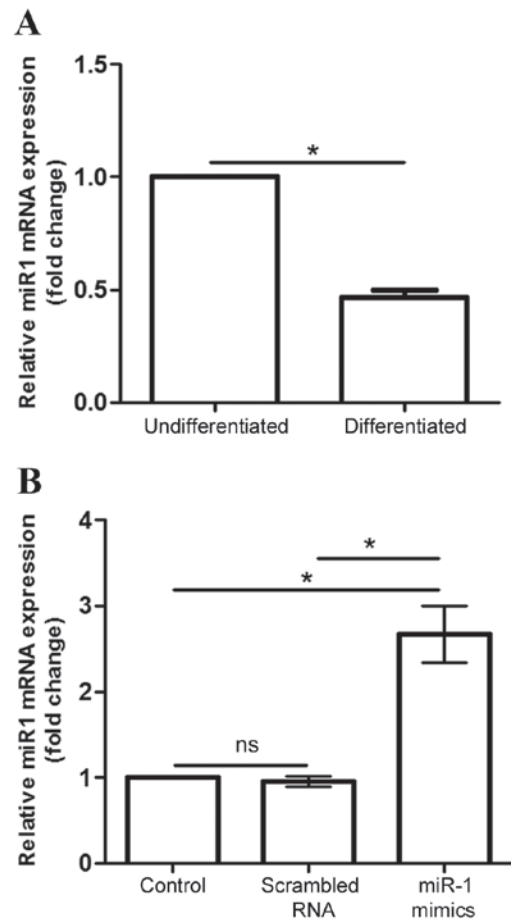 A
Relative miR1 mRNA expression
(fold change)
1.5
1.0
0.5
0.0
*
Undifferentiated
Differentiated
B
Relative miR1 mRNA expression
(fold change)
4
3
2
1
0
*
*
ns
Control
Scrambled
RNA
miR-1
mimics